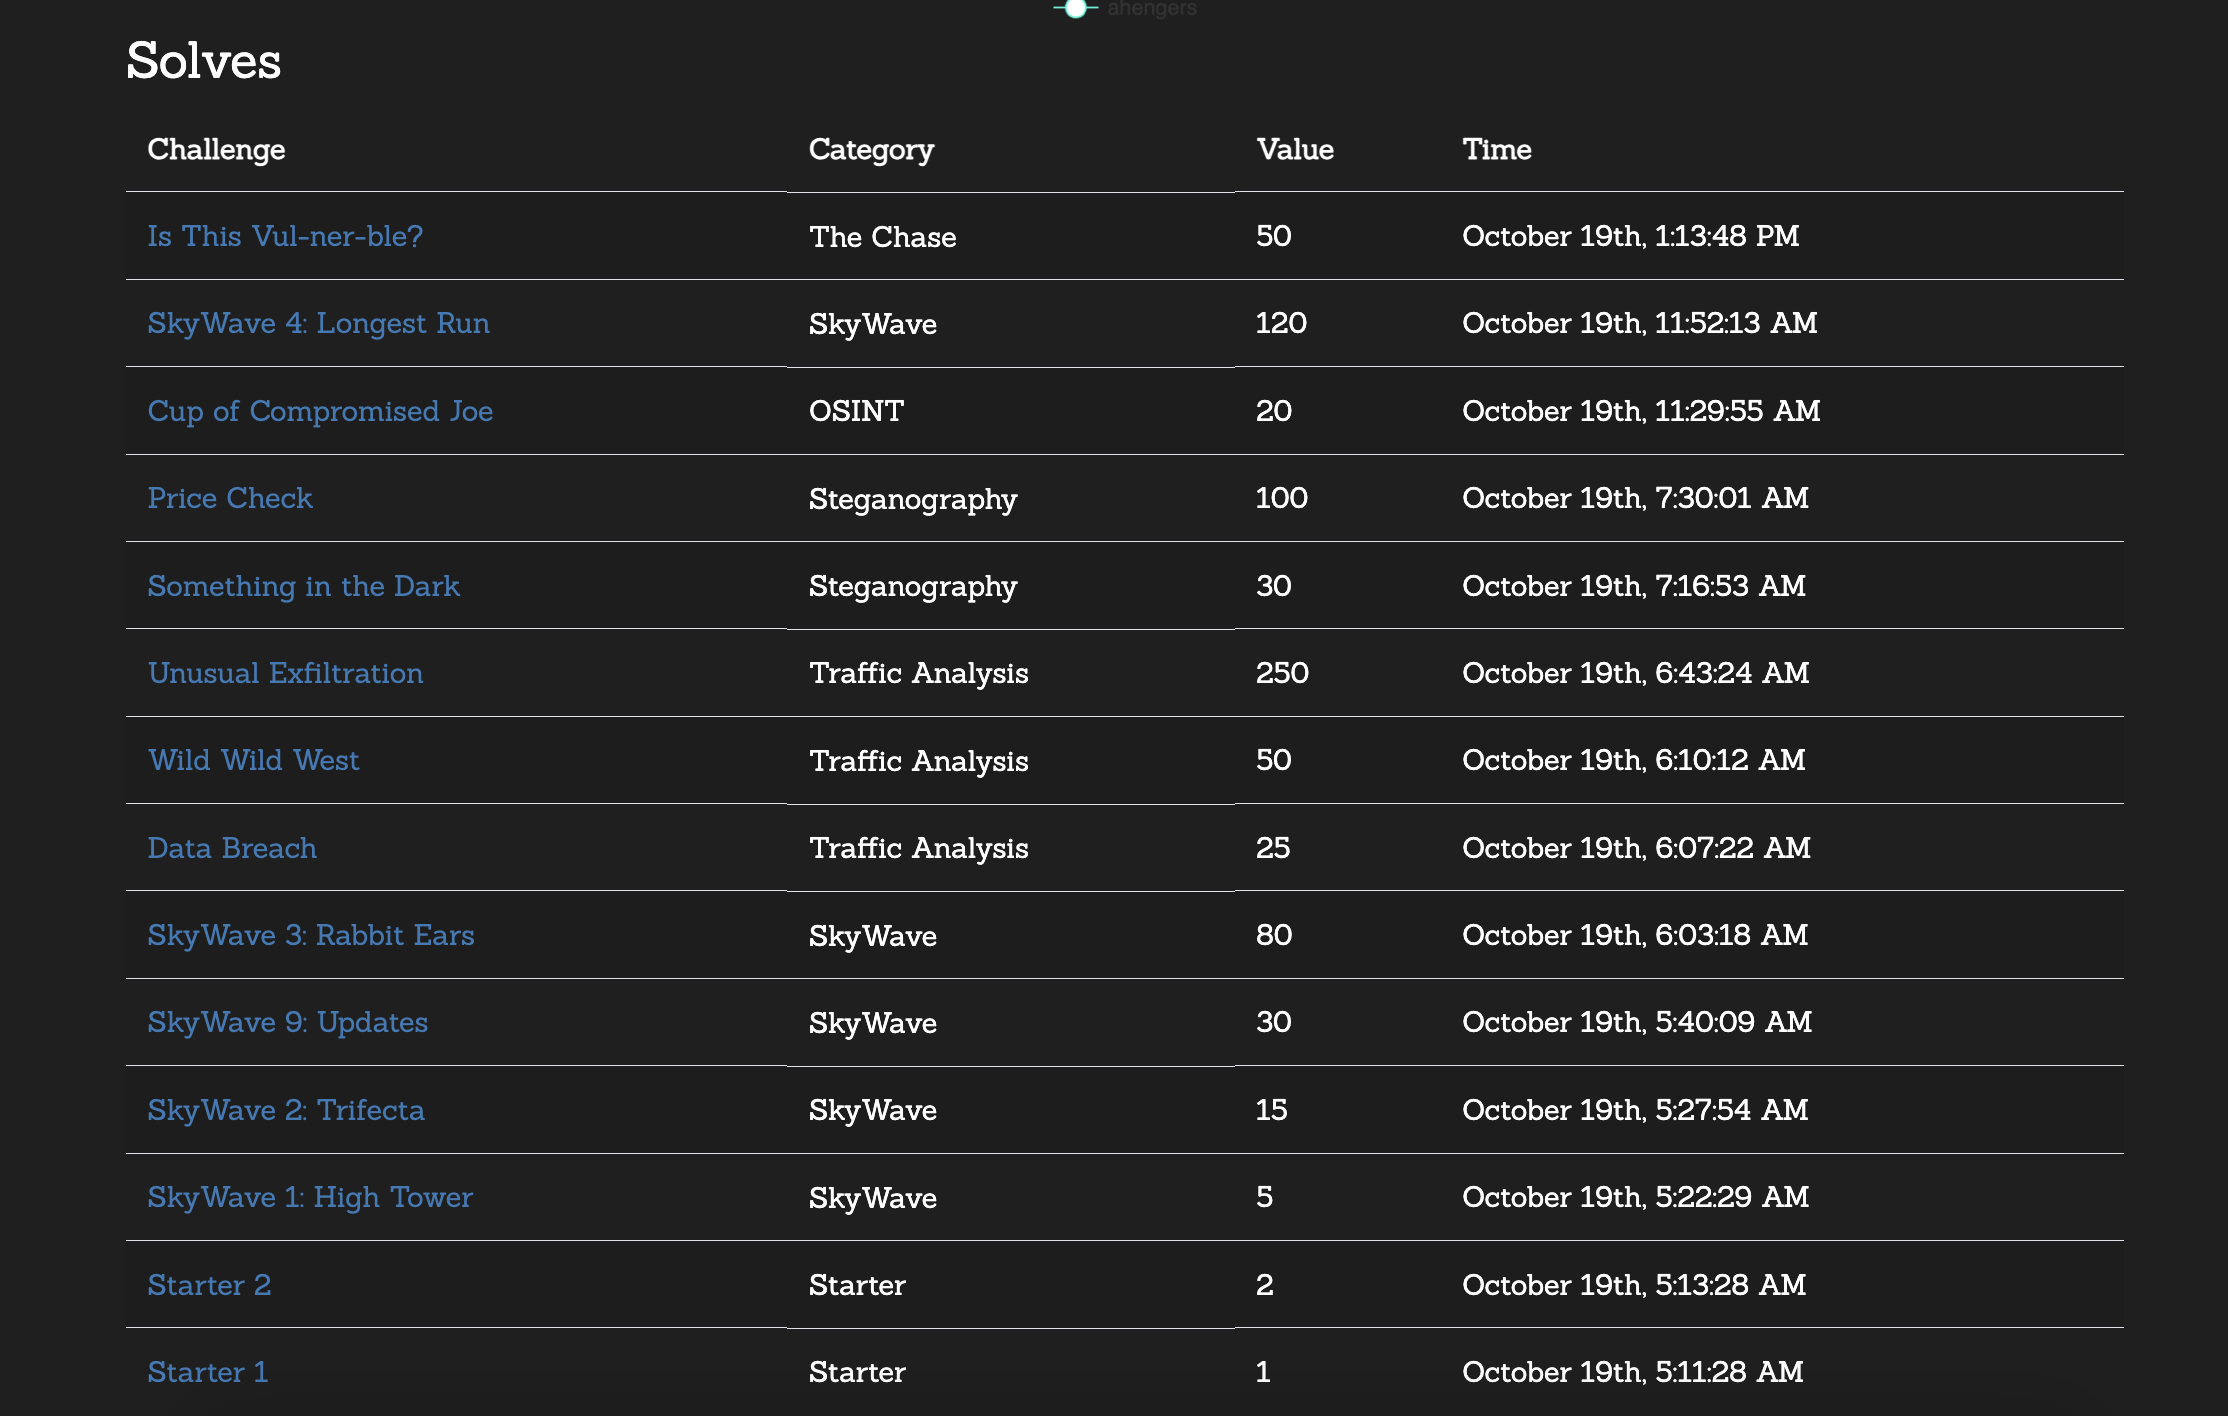 ahengers
Solves
Challenge Category Value Time
Is This Vul-ner-ble? The Chase 50 October 19th, 1:13:48 PM
SkyWave 4: Longest Run SkyWave 120 October 19th, 11:52:13 AM
Cup of Compromised Joe OSINT 20 October 19th, 11:29:55 AM
Price Check Steganography 100 October 19th, 7:30:01 AM
Something in the Dark Steganography 30 October 19th, 7:16:53 AM
Unusual Exfiltration Traffic Analysis 250 October 19th, 6:43:24 AM
Wild Wild West Traffic Analysis 50 October 19th, 6:10:12 AM
Data Breach Traffic Analysis 25 October 19th, 6:07:22 AM
SkyWave 3: Rabbit Ears SkyWave 80 October 19th, 6:03:18 AM
SkyWave 9: Updates SkyWave 30 October 19th, 5:40:09 AM
SkyWave 2: Trifecta SkyWave 15 October 19th, 5:27:54 AM
SkyWave 1: High Tower SkyWave 5 October 19th, 5:22:29 AM
Starter 2 Starter 2 October 19th, 5:13:28 AM
Starter 1 Starter 1 October 19th, 5:11:28 AM